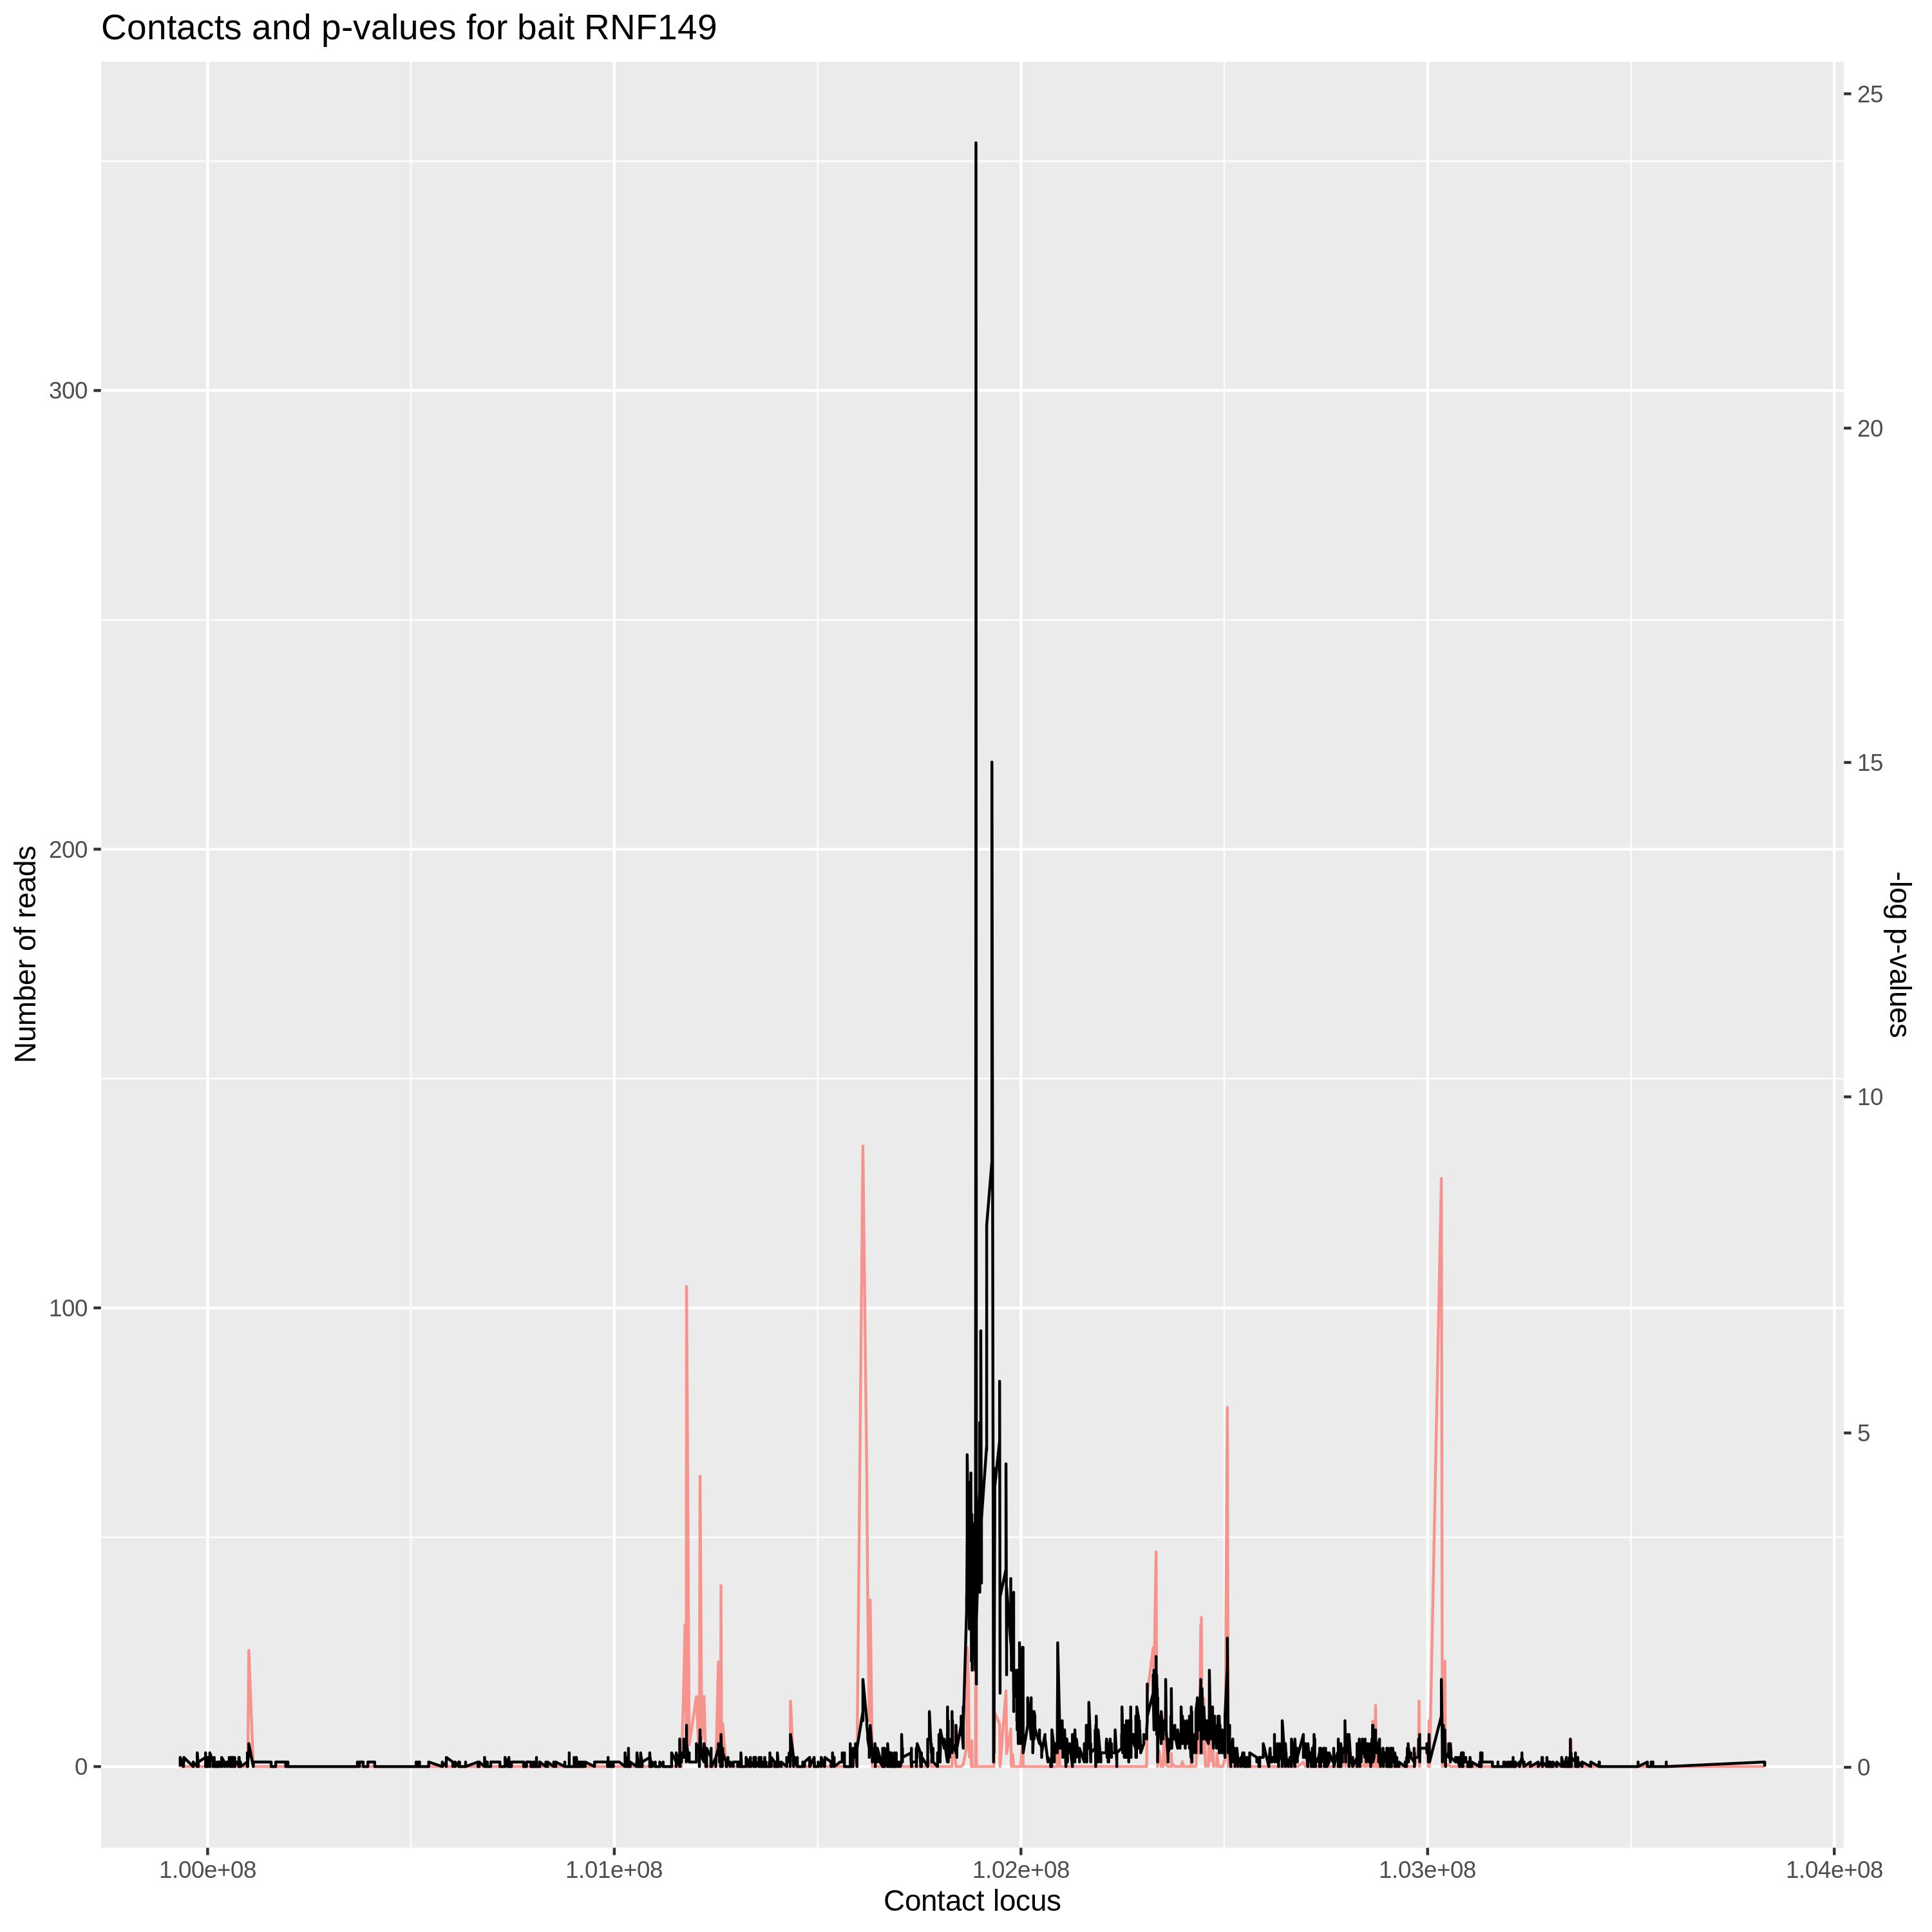 Contacts and p-values for bait RNF149
Number of reads
300
200
100
0
25
20
15
10
5
0
-log p-values
1.00e+08
1.01e+08
1.02e+08
1.03e+08
1.04e+08
Contact locus